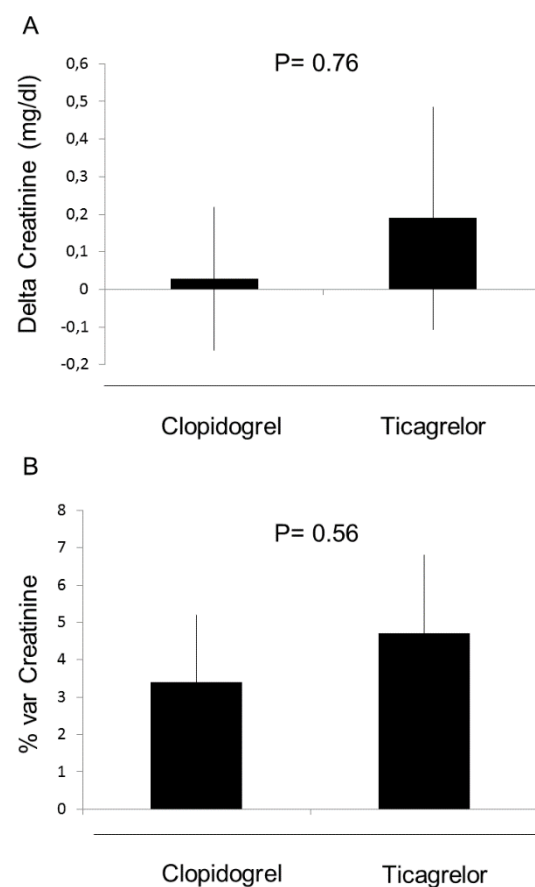 A
P= 0.76
Delta Creatinine (mg/dl)
0,6
0,5
0,4
0,3
0,2
0,1
0
-0,1
-0,2
Clopidogrel Ticagrelor
B
P= 0.56
% var Creatinine
8
7
6
5
4
3
2
1
0
Clopidogrel Ticagrelor